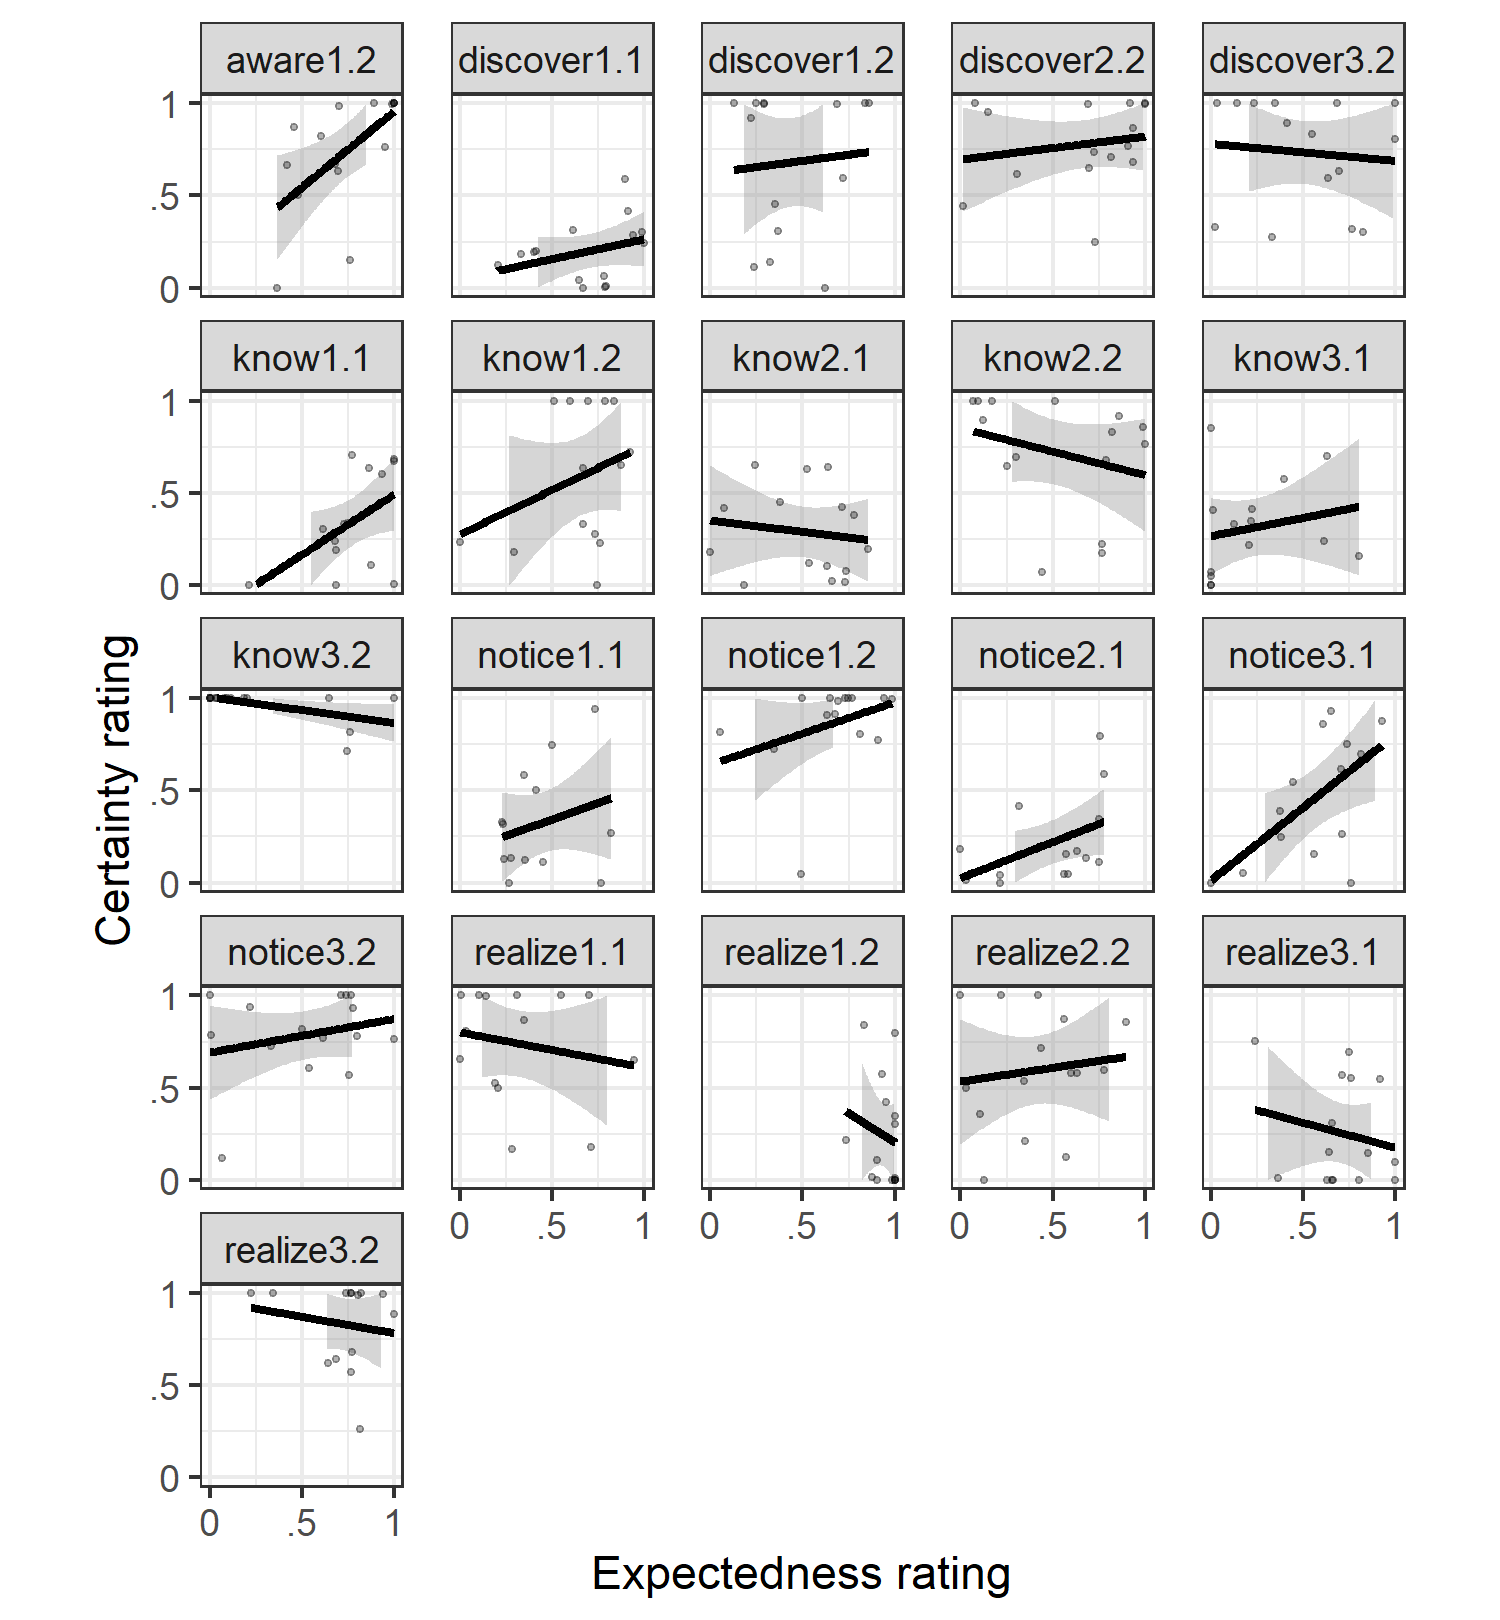 aware1.2 discover1.1 discover1.2 discover2.2 discover3.2
1
.5
0
know1.1 know1.2 know2.1 know2.2 know3.1
1
.5
0
know3.2 notice1.1 notice1.2 notice2.1 notice3.1
1
.5
0
Certainty rating
notice3.2 realize1.1 realize1.2 realize2.2 realize3.1
1
.5
0
0 .5 1 0 .5 1 0 .5 1 0 .5 1
realize3.2
1
.5
0
0 .5 1
Expectedness rating